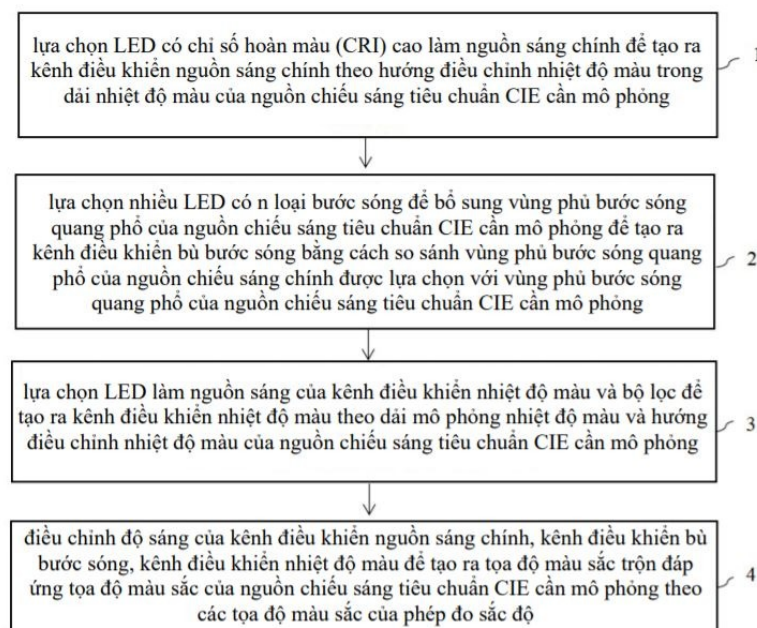 lựa chọn LED có chỉ số hoàn màu (CRI) cao làm nguồn sáng chính để tạo ra
kênh điều khiển nguồn sáng chính theo hướng điều chỉnh nhiệt độ màu trong
dải nhiệt độ màu của nguồn chiếu sáng tiêu chuẩn CIE cần mô phỏng
1
lựa chọn nhiều LED có n loại bước sóng để bổ sung vùng phủ bước sóng
quang phổ của nguồn chiếu sáng tiêu chuẩn CIE cần mô phỏng để tạo ra
kênh điều khiển bù bước sóng bằng cách so sánh vùng phủ bước sóng quang
phổ của nguồn chiếu sáng chính được lựa chọn với vùng phủ bước sóng
quang phổ của nguồn chiếu sáng tiêu chuẩn CIE cần mô phỏng
2
lựa chọn LED làm nguồn sáng của kênh điều khiển nhiệt độ màu và bộ lọc để
tạo ra kênh điều khiển nhiệt độ màu theo dải mô phỏng nhiệt độ màu và hướng
điều chỉnh nhiệt độ màu của nguồn chiếu sáng tiêu chuẩn CIE cần mô phỏng
3
điều chỉnh độ sáng của kênh điều khiển nguồn sáng chính, kênh điều khiển bù
bước sóng, kênh điều khiển nhiệt độ màu để tạo ra tọa độ màu sắc trộn đáp
ứng tọa độ màu sắc của nguồn chiếu sáng tiêu chuẩn CIE cần mô phỏng theo
các tọa độ màu sắc của phép đo sắc độ
4